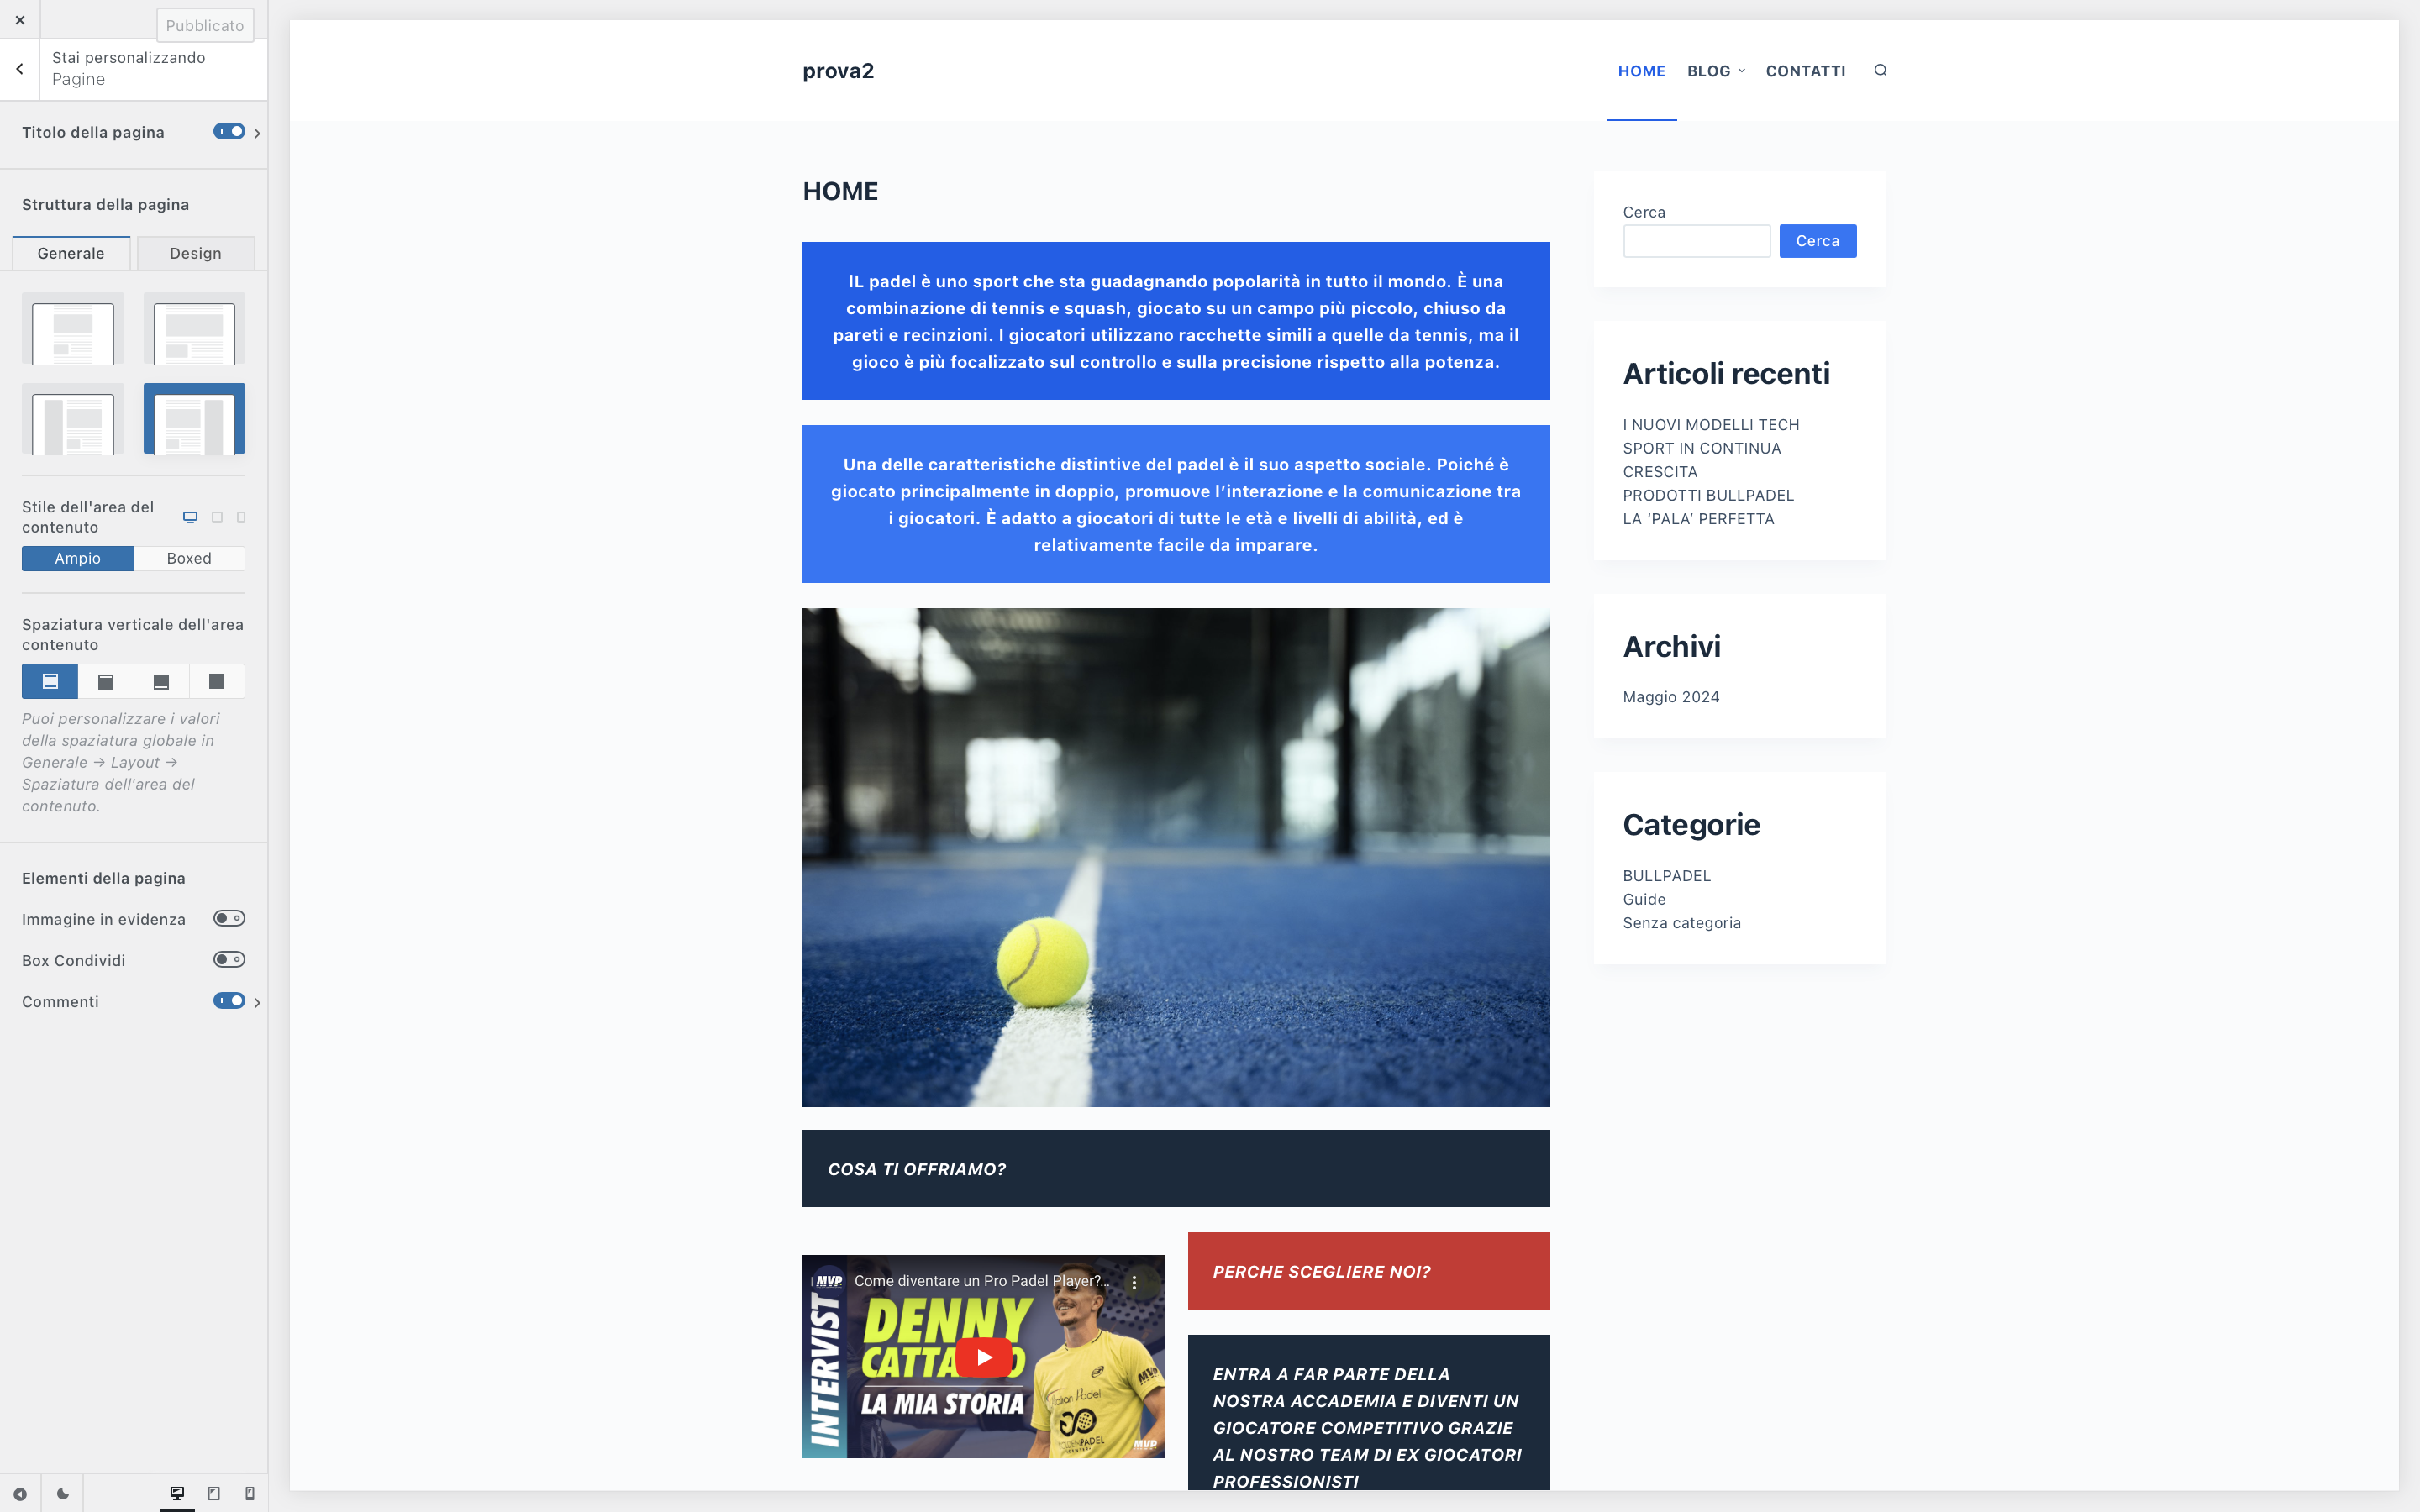 Pubblicato
Stai personalizzando
Pagine
Titolo della pagina
Struttura della pagina
Generale
Design
Stile dell'area del
contenuto
Ampio
Boxed
Spaziatura verticale dell'area
contenuto
Puoi personalizzare i valori
della spaziatura globale in
Generale → Layout →
Spaziatura dell'area del
contenuto.
Elementi della pagina
Immagine in evidenza
Box Condividi
Commenti
prova2
HOME
BLOG
CONTATTI
HOME
IL padel è uno sport che sta guadagnando popolarità in tutto il mondo. È una
combinazione di tennis e squash, giocato su un campo più piccolo, chiuso da
pareti e recinzioni. I giocatori utilizzano racchette simili a quelle da tennis, ma il
gioco è più focalizzato sul controllo e sulla precisione rispetto alla potenza.
Una delle caratteristiche distintive del padel è il suo aspetto sociale. Poiché è
giocato principalmente in doppio, promuove l’interazione e la comunicazione tra
i giocatori. È adatto a giocatori di tutte le età e livelli di abilità, ed è
relativamente facile da imparare.
COSA TI OFFRIAMO?
MVP
Come diventare un Pro Padel Player?...
INTERVIST
DENNY
LA MIA STORIA
MVP
MVP
PERCHE SCEGLIERE NOI?
ENTRA A FAR PARTE DELLA
NOSTRA ACCADEMIA E DIVENTI UN
GIOCATORE COMPETITIVO GRAZIE
AL NOSTRO TEAM DI EX GIOCATORI
PROFESSIONISTI
Cerca
Cerca
Articoli recenti
I NUOVI MODELLI TECH
SPORT IN CONTINUA
CRESCITA
PRODOTTI BULLPADEL
LA ‘PALA’ PERFETTA
Archivi
Maggio 2024
Categorie
BULLPADEL
Guide
Senza categoria